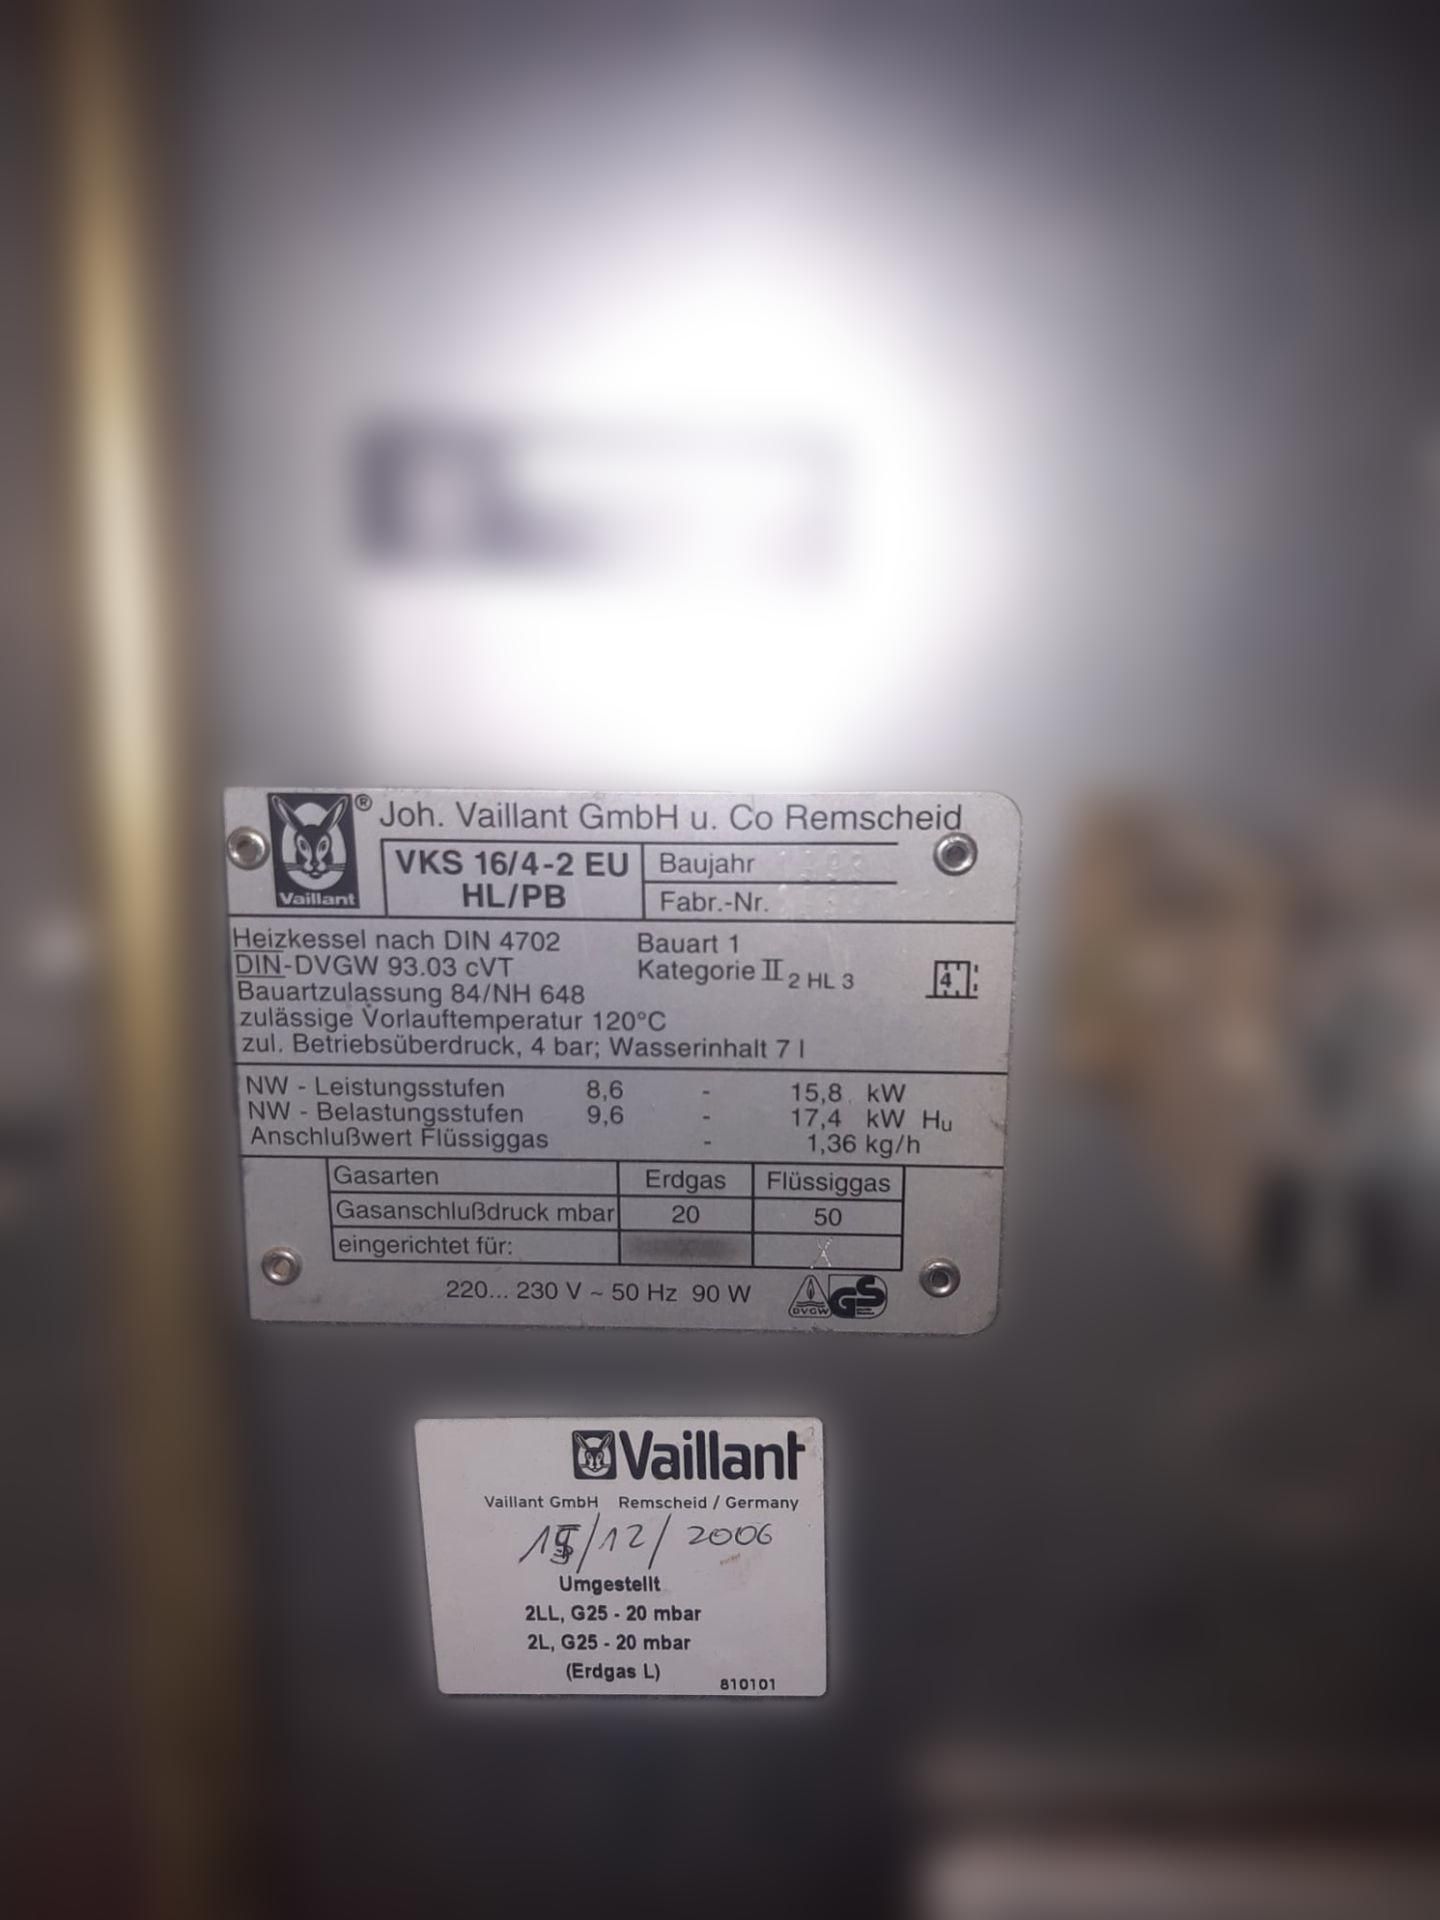 ® Joh. Vaillant GmbH u. Co Remscheid
Vaillant
VKS 16/4-2 EU
HL/PB
Baujahr
Fabr.-Nr.
Heizkessel nach DIN 4702
DIN-DVGW 93.03 cVT
Bauartzulassung 84/NH 648
Bauart 1
Kategorie II 2 HL 3
4
zulässige Vorlauftemperatur 120°C
zul. Betriebsüberdruck, 4 bar; Wasserinhalt 7 l
NW - Leistungsstufen 8,6 - 15,8 kW
NW - Belastungsstufen 9,6 - 17,4 kW Hu
Anschlußwert Flüssiggas - 1,36 kg/h
Gasarten Erdgas Flüssiggas
Gasanschlußdruck mbar 20 50
eingerichtet für: X
220... 230 V ~ 50 Hz 90 W
DVGW GS
Vaillant
Vaillant GmbH Remscheid / Germany
/12/2006
Umgestellt
2LL, G25 - 20 mbar
2L, G25 - 20 mbar
(Erdgas L)
810101